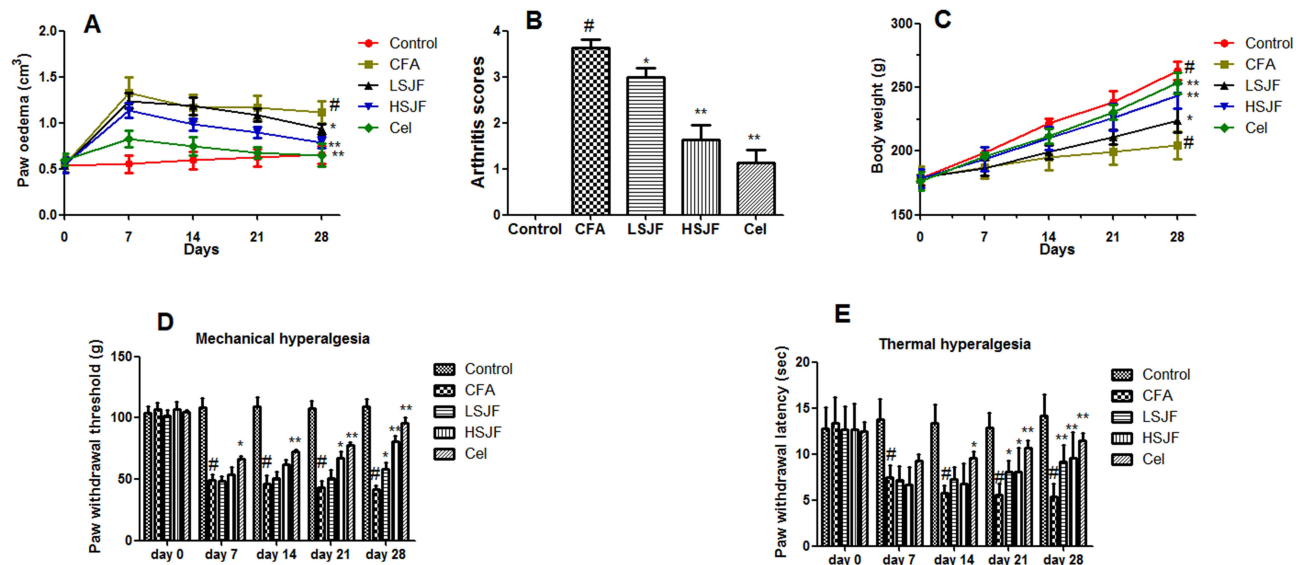 A
Paw oedema (cm3)
2.0
1.5
1.0
0.5
0.0
0 7 14 21 28
Days
Control
CFA
LSJF
HSJF
Cel
#
*
**
**
B
Arthritis scores
4
3
2
1
0
#
*
**
**
Control CFA LSJF HSJF Cel
C
Body weight (g)
300
250
200
150
0 7 14 21 28
Days
Control
CFA
LSJF
HSJF
Cel
#
**
**
*
#
D
Mechanical hyperalgesia
Paw withdrawal threshold (g)
150
100
50
0
# *
# **
# * **
# * ** **
day 0 day 7 day 14 day 21 day 28
Control
CFA
LSJF
HSJF
Cel
E
Thermal hyperalgesia
Paw withdrawal latency (sec)
20
15
10
5
0
#
# *
# * * **
# ** ** **
day 0 day 7 day 14 day 21 day 28
Control
CFA
LSJF
HSJF
Cel